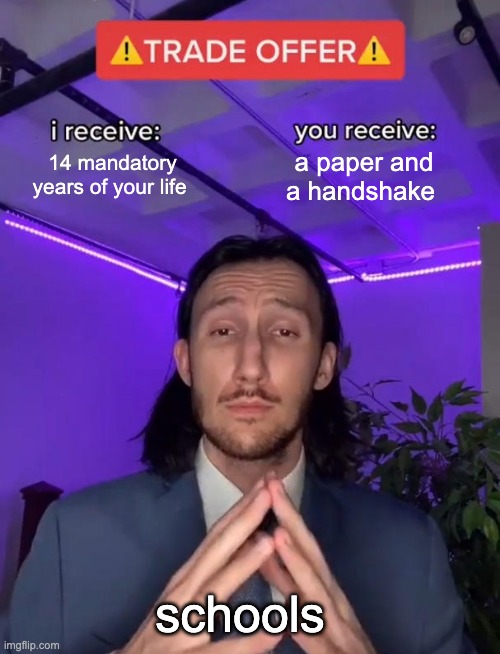 ⚠️TRADE OFFER⚠️
i receive:
14 mandatory
years of your life
you receive:
a paper and
a handshake
schools
imgflip.com